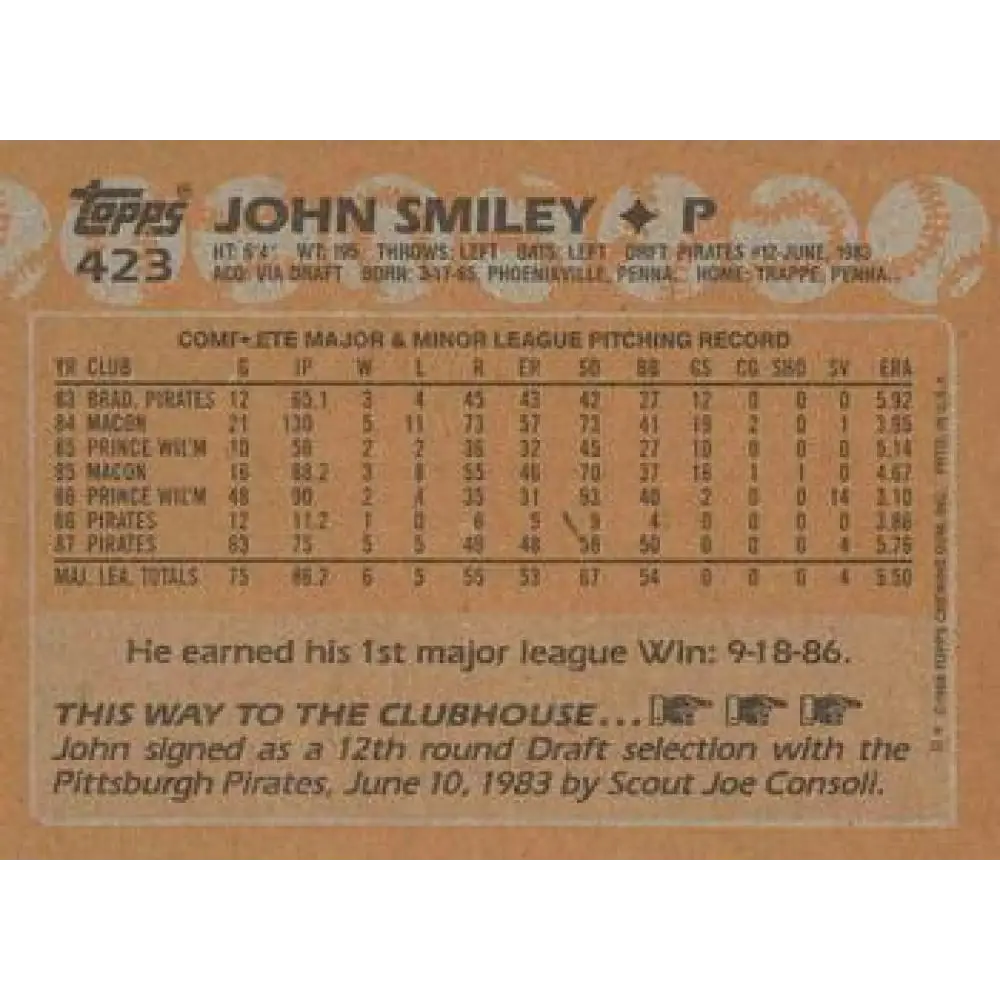 topps®
423
JOHN SMILEY ✦ P
HT: 6'4" WT: 195 THROWS: LEFT BATS: LEFT DRFT: PIRATES #12-JUNE, 1983
ACQ: VIA DRAFT BORN: 3-17-65, PHOENIXVILLE, PENNA. HOME: TRAPPE, PENNA.
COMPLETE MAJOR & MINOR LEAGUE PITCHING RECORD
YR CLUB G IP W L R ER SO BB GS CG SHO SV ERA
83 BRAD. PIRATES 12 65.1 3 4 45 43 42 27 12 0 0 0 5.92
84 MACON 21 130 5 11 73 57 73 41 19 2 0 1 3.95
85 PRINCE WIL'M 10 56 2 2 36 32 45 27 10 0 0 0 5.14
85 MACON 16 88.2 3 8 55 46 70 37 16 1 1 0 4.67
86 PRINCE WIL'M 48 90 2 4 35 31 93 40 2 0 0 14 3.10
86 PIRATES 12 11.2 1 0 6 5 9 4 0 0 0 0 3.86
87 PIRATES 63 75 5 5 49 48 58 50 0 0 0 4 5.76
MAJ. LEA. TOTALS 75 86.2 6 5 55 53 67 54 0 0 0 4 5.50
He earned his 1st major league Win: 9-18-86.
THIS WAY TO THE CLUBHOUSE...
John signed as a 12th round Draft selection with the
Pittsburgh Pirates, June 10, 1983 by Scout Joe Consoli.
© 1988 TOPPS CHEWING GUM, INC. PRTD. IN U.S.A.